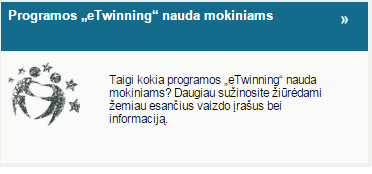 Programos „eTwinning“ nauda mokiniams »
Taigi kokia programos „eTwinning“ nauda
mokiniams? Daugiau sužinosite žiūrėdami
žemiau esančius vaizdo įrašus bei
informaciją.